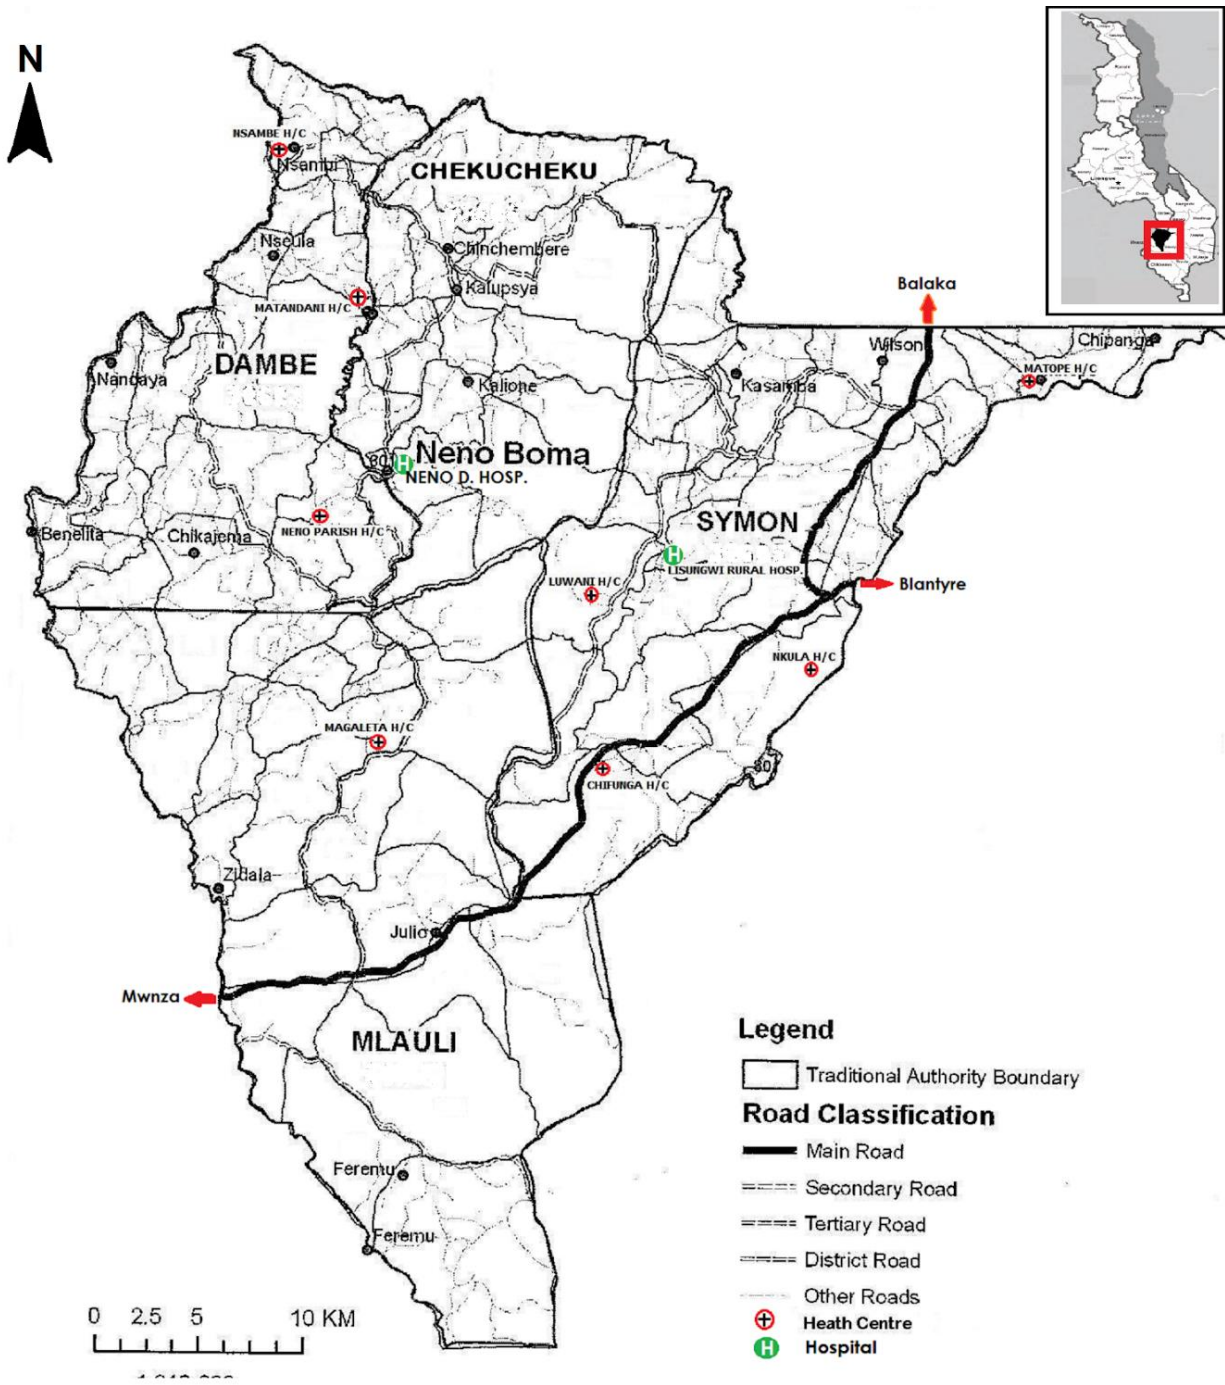 N
NSAMBE H/C
Nsambi
CHEKUCHEKU
Nscula
Chinchembere
Kalupsya
MATANDANI H/C
Balaka
DAMBE
Nancaya
Kalione
Kasamba
Wilson
Chipanga
MATOPE H/C
Neno Boma
NENO D. HOSP.
NENO PARISH H/C
Benelita
Chikajema
SYMON
LISUNGWI RURAL HOSP.
LUWANI H/C
Blantyre
NKULA H/C
MAGALETA H/C
CHIFUNGA H/C
Zidala
Julio
Mwnza
MLAULI
Feremu
Feremu
Legend
Traditional Authority Boundary
Road Classification
Main Road
Secondary Road
Tertiary Road
District Road
Other Roads
Heath Centre
Hospital
0 2.5 5 10 KM